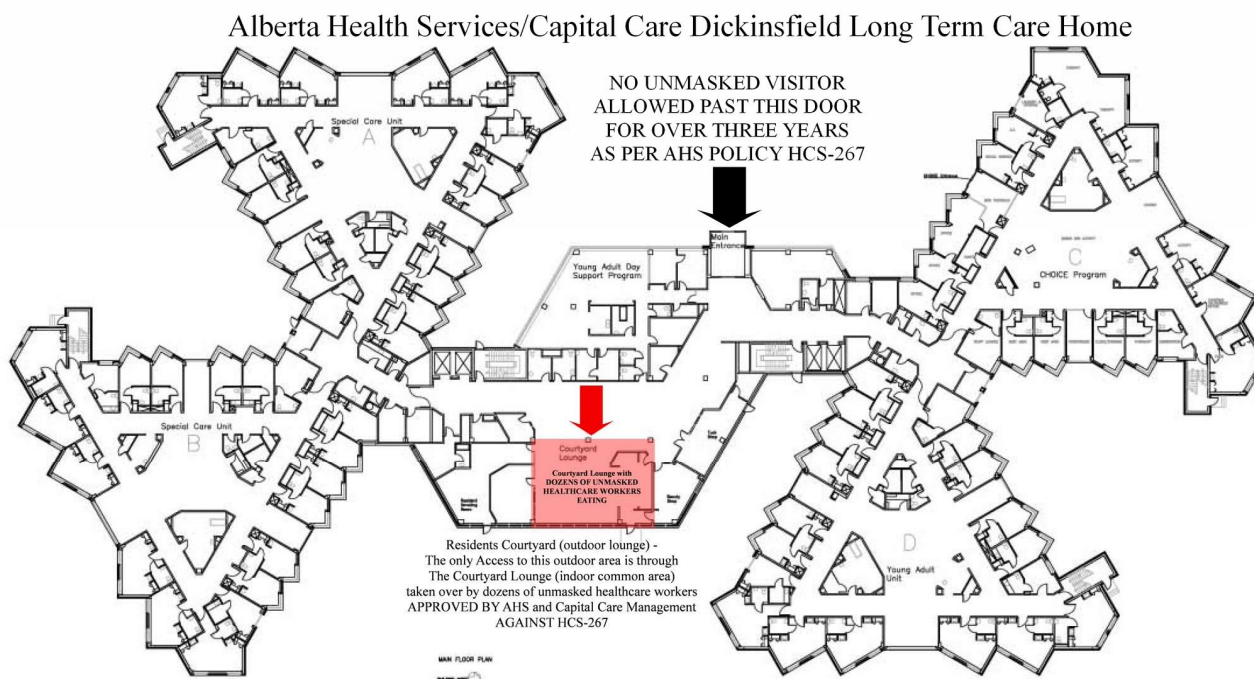 Alberta Health Services/Capital Care Dickinsfield Long Term Care Home
NO UNMASKED VISITOR
ALLOWED PAST THIS DOOR
FOR OVER THREE YEARS
AS PER AHS POLICY HCS-267
Special Care Unit
A
Main
Entrance
Young Adult Day
Support Program
C
CHOICE Program
Special Care Unit
B
Courtyard
Lounge
Courtyard Lounge with
DOZENS OF UNMASKED
HEALTHCARE WORKERS
EATING
Resident
Smoking
Room
Beauty
Shop
D
Young Adult
Unit
Residents Courtyard (outdoor lounge) -
The only Access to this outdoor area is through
The Courtyard Lounge (indoor common area)
taken over by dozens of unmasked healthcare workers
APPROVED BY AHS and Capital Care Management
AGAINST HCS-267
MAIN FLOOR PLAN